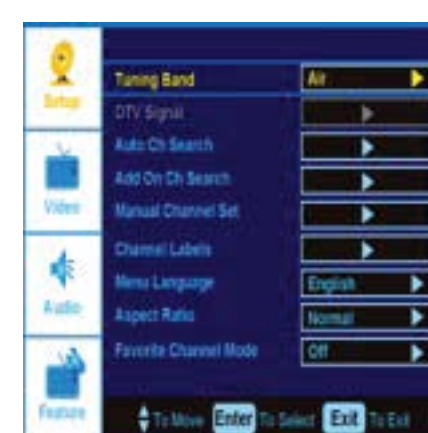 Setup
Video
Audio
Feature
Tuning Band Air
DTV Signal
Auto Ch Search
Add On Ch Search
Manual Channel Set
Channel Labels
Menu Language English
Aspect Ratio Normal
Favorite Channel Mode Off
To Move Enter To Select Exit To Exit